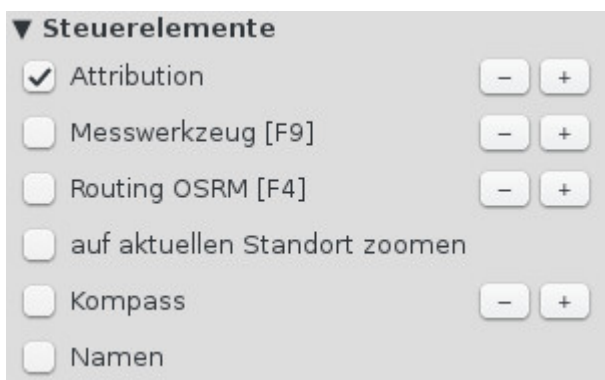 ▼ Steuerelemente
Attribution - +
Messwerkzeug [F9] - +
Routing OSRM [F4] - +
auf aktuellen Standort zoomen
Kompass - +
Namen